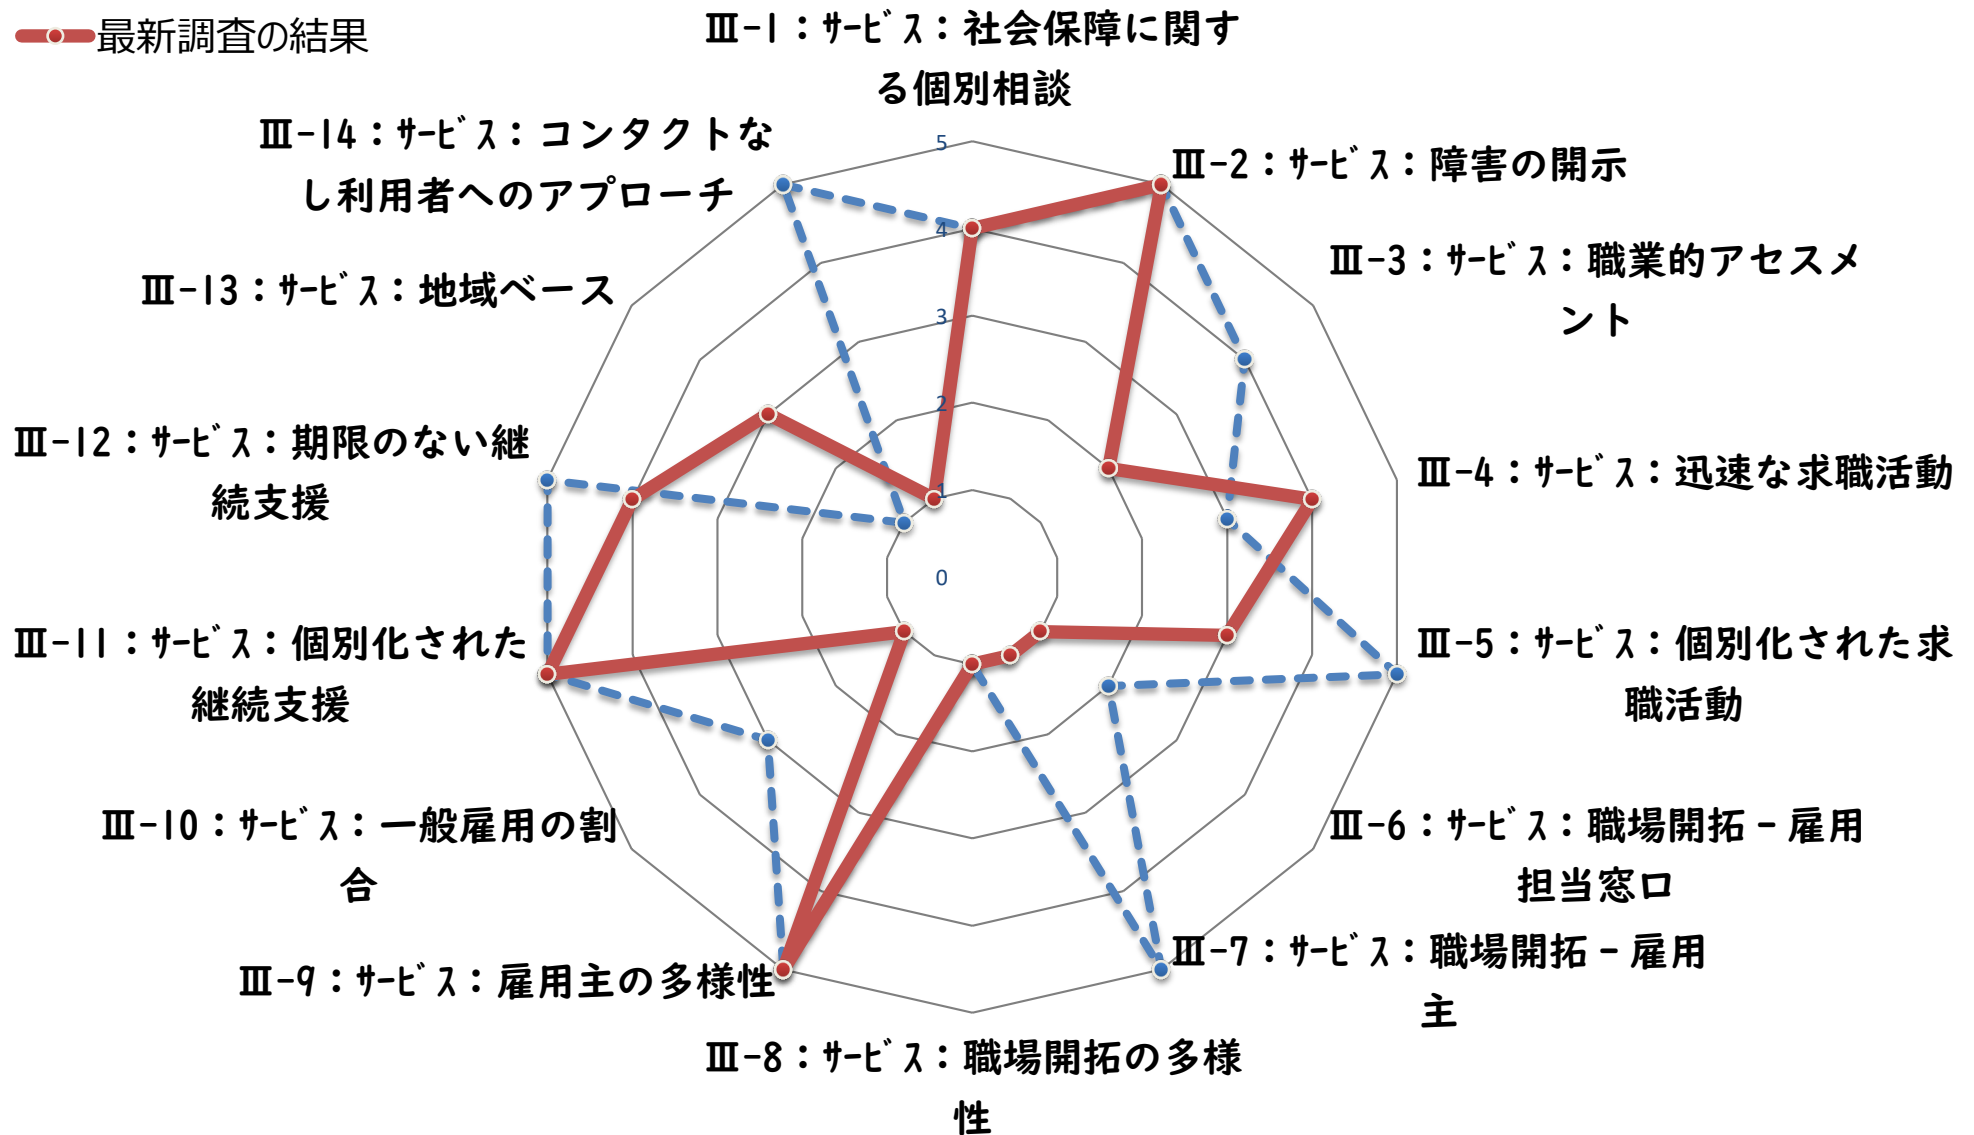 最新調査の結果
Ⅲ-1：ｻｰﾋﾞｽ：社会保障に関す
る個別相談
Ⅲ-2：ｻｰﾋﾞｽ：障害の開示
Ⅲ-3：ｻｰﾋﾞｽ：職業的アセスメ
ント
Ⅲ-4：ｻｰﾋﾞｽ：迅速な求職活動
Ⅲ-5：ｻｰﾋﾞｽ：個別化された求
職活動
Ⅲ-6：ｻｰﾋﾞｽ：職場開拓－雇用
担当窓口
Ⅲ-7：ｻｰﾋﾞｽ：職場開拓－雇用
主
Ⅲ-8：ｻｰﾋﾞｽ：職場開拓の多様
性
Ⅲ-9：ｻｰﾋﾞｽ：雇用主の多様性
Ⅲ-10：ｻｰﾋﾞｽ：一般雇用の割
合
Ⅲ-11：ｻｰﾋﾞｽ：個別化された
継続支援
Ⅲ-12：ｻｰﾋﾞｽ：期限のない継
続支援
Ⅲ-13：ｻｰﾋﾞｽ：地域ベース
Ⅲ-14：ｻｰﾋﾞｽ：コンタクトな
し利用者へのアプローチ
5
4
3
2
1
0